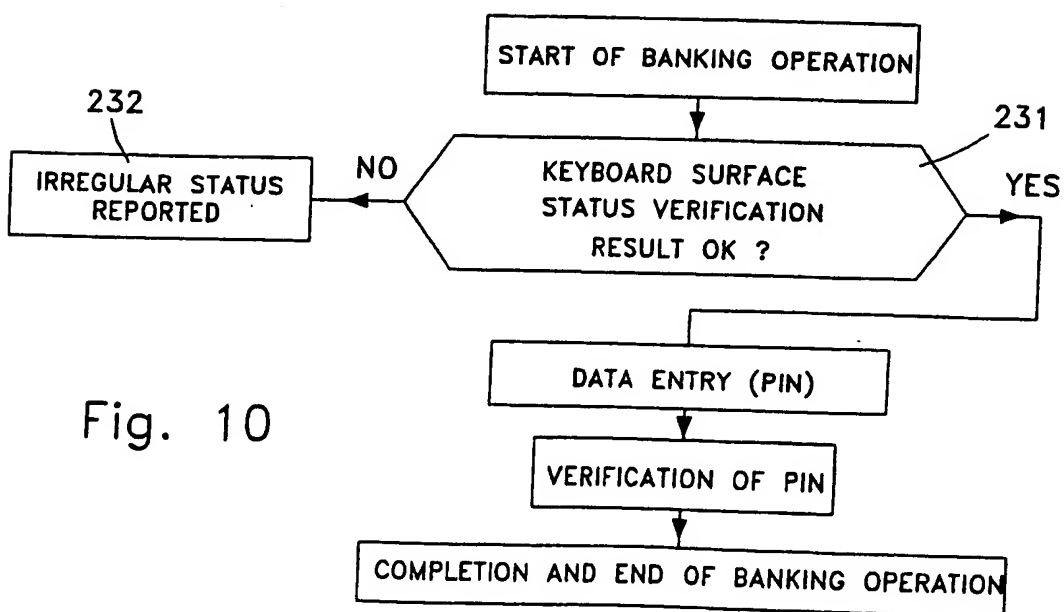 START OF BANKING OPERATION
232
231
NO
YES
KEYBOARD SURFACE
STATUS VERIFICATION
RESULT OK ?
IRREGULAR STATUS
REPORTED
DATA ENTRY (PIN)
Fig. 10
VERIFICATION OF PIN
COMPLETION AND END OF BANKING OPERATION